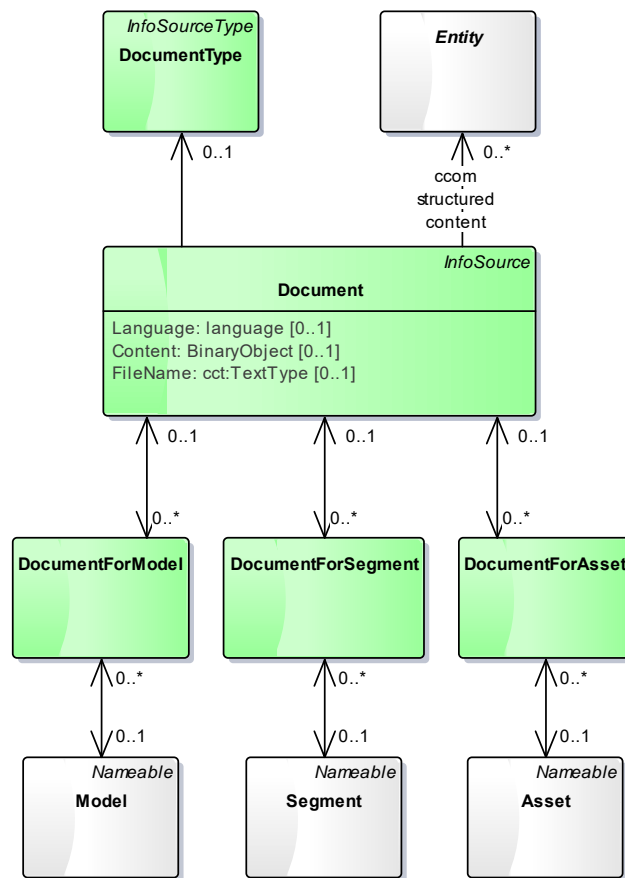 InfoSourceType
DocumentType
Entity
0..1
0..*
ccom
structured
content
InfoSource
Document
Language: language [0..1]
Content: BinaryObject [0..1]
FileName: cct:TextType [0..1]
0..1
0..1
0..1
0..*
0..*
0..*
DocumentForModel
DocumentForSegment
DocumentForAsset
0..*
0..*
0..*
0..1
0..1
0..1
Nameable
Model
Nameable
Segment
Nameable
Asset